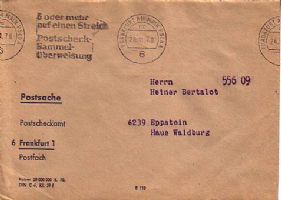 5 oder mehr
auf einen Streich
Postscheck-
Sammel-
überweisung
6
Herrn 556 09
Heiner Bertalot
Postsache
Postscheckamt
6239 Eppstein
Haus Waldburg
6 Frankfurt 1
Postfach